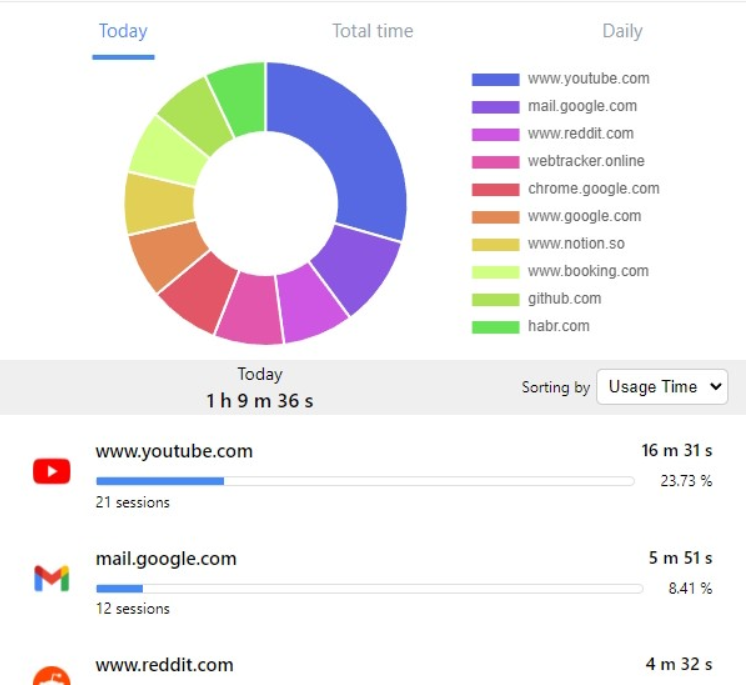 Today Total time Daily
www.youtube.com
mail.google.com
www.reddit.com
webtracker.online
chrome.google.com
www.google.com
www.notion.so
www.booking.com
github.com
habr.com
Today
1 h 9 m 36 s
Sorting by Usage Time
www.youtube.com 16 m 31 s
23.73 %
21 sessions
mail.google.com 5 m 51 s
8.41 %
12 sessions
www.reddit.com 4 m 32 s